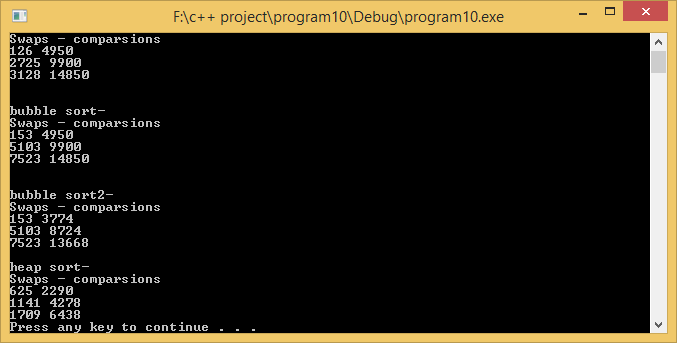 F:\c++ project\program10\Debug\program10.exe
Swaps - comparsions
126 4950
2725 9900
3128 14850
bubble sort-
Swaps - comparsions
153 4950
5103 9900
7523 14850
bubble sort2-
Swaps - comparsions
153 3774
5103 8724
7523 13668
heap sort-
Swaps - comparsions
625 2290
1141 4278
1709 6438
Press any key to continue . . .